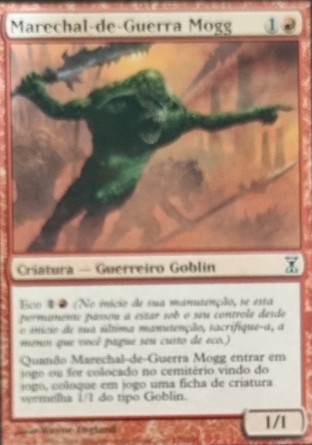 Marechal-de-Guerra Mogg 1
Criatura — Guerreiro Goblin
Eco (No início de sua manutenção, se esta
permanente passou a estar sob o seu controle desde
o início de sua última manutenção, sacrifique-a, a
menos que você pague seu custo de eco.)
Quando Marechal-de-Guerra Mogg entrar em
jogo ou for colocado no cemitério vindo do
jogo, coloque em jogo uma ficha de criatura
vermelha 1/1 do tipo Goblin.
Wayne England
1/1